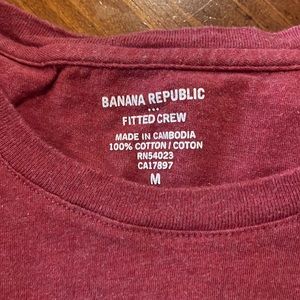 BANANA REPUBLIC
...
FITTED CREW
MADE IN CAMBODIA
100% COTTON / COTON
RN54023
CA17897
M